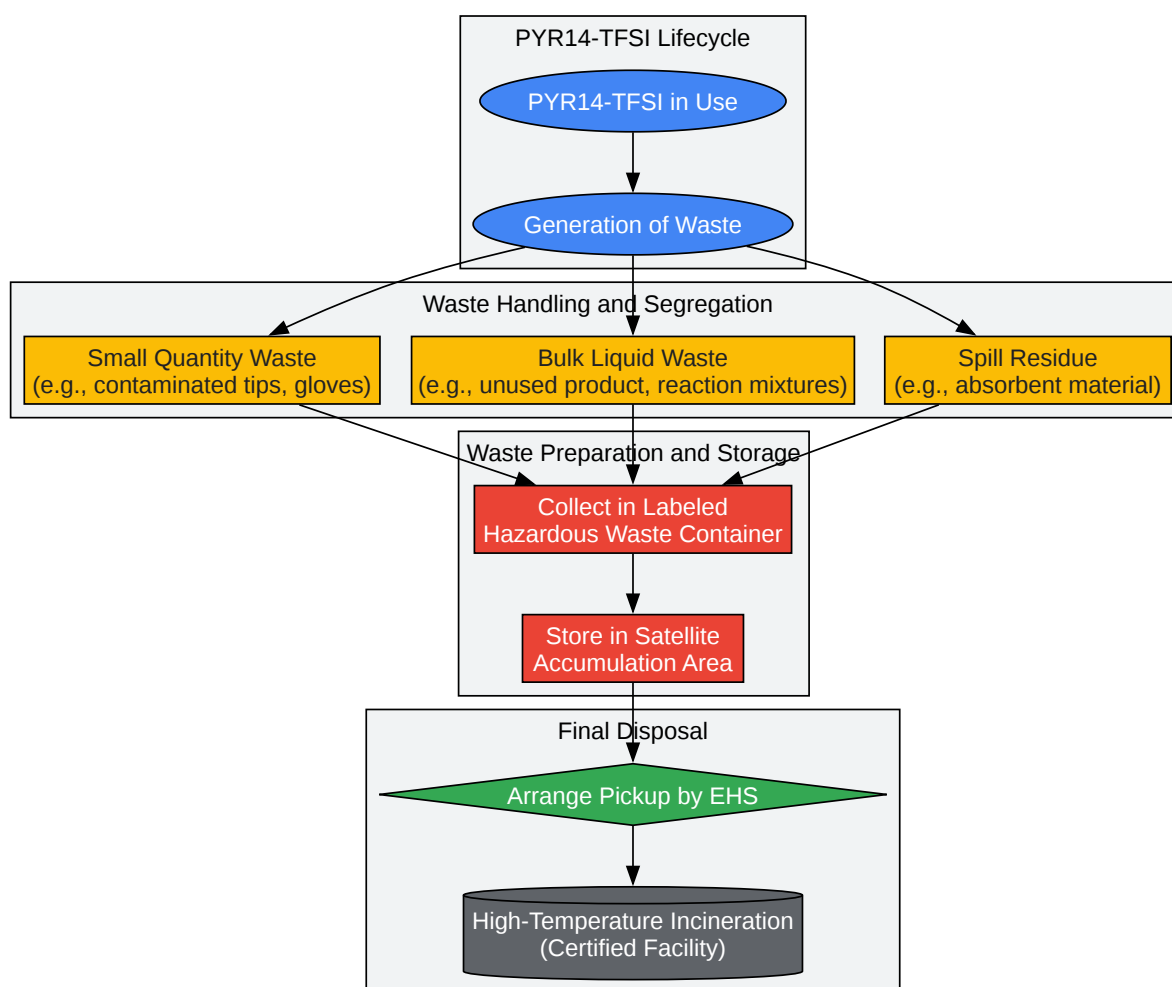 PYR14-TFSI Lifecycle
PYR14-TFSI in Use
Generation of Waste
Waste Handling and Segregation
Small Quantity Waste
(e.g., contaminated tips, gloves)
Bulk Liquid Waste
(e.g., unused product, reaction mixtures)
Spill Residue
(e.g., absorbent material)
Waste Preparation and Storage
Collect in Labeled
Hazardous Waste Container
Store in Satellite
Accumulation Area
Final Disposal
Arrange Pickup by EHS
High-Temperature Incineration
(Certified Facility)